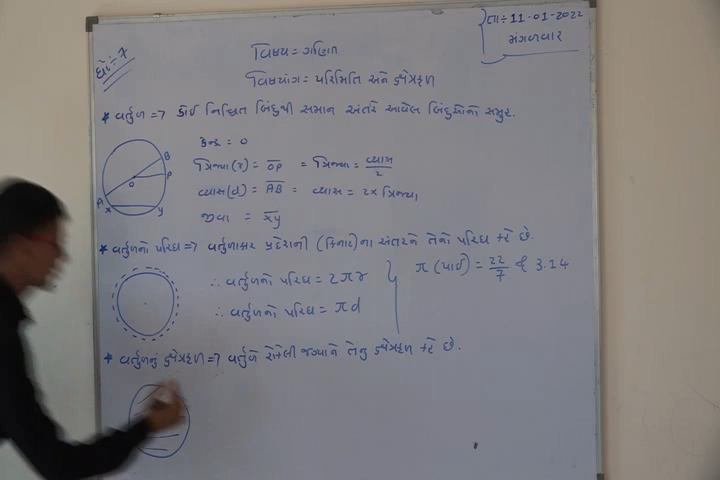 ધો÷ 7
તા÷ 11-01-2022
મંગળવાર
વિષય = ગણિત
વિષયાંગ = પરિમિતિ અને ક્ષેત્રફળ
* વર્તુળ => કોઈ નિશ્ચિત બિંદુથી સમાન અંતરે આવેલ બિંદુઓનો સમુહ.
કેન્દ્ર = O
ત્રિજ્યા(r) = OP = ત્રિજ્યા = વ્યાસ/2
વ્યાસ(d) = AB = વ્યાસ = 2x ત્રિજ્યા
જીવા = xy
A B O P x y
* વર્તુળનો પરિઘ => વર્તુળાકાર પ્રદેશની (કિનાર)ના અંતરને તેનો પરિઘ કહે છે.
∴ વર્તુળનો પરિઘ = 2πr
∴ વર્તુળનો પરિઘ = πd
π (પાઈ) = 22/7 કે 3.14
* વર્તુળનું ક્ષેત્રફળ => વર્તુળે રોકેલી જગ્યાને તેનુ ક્ષેત્રફળ કહે છે.